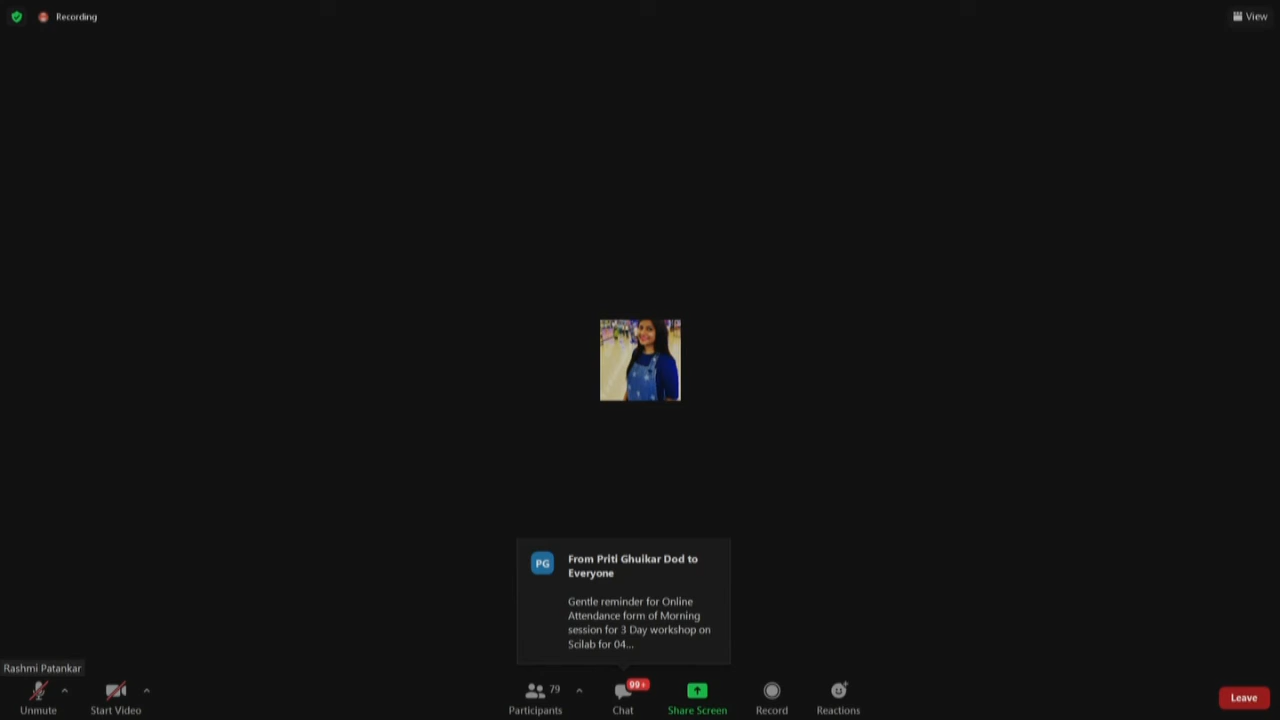 Recording
View
PG
From Priti Ghuikar Dod to
Everyone
Gentle reminder for Online
Attendance form of Morning
session for 3 Day workshop on
Scilab for 04...
Rashmi Patankar
79
99+
Unmute
Start Video
Participants
Chat
Share Screen
Record
Reactions
Leave